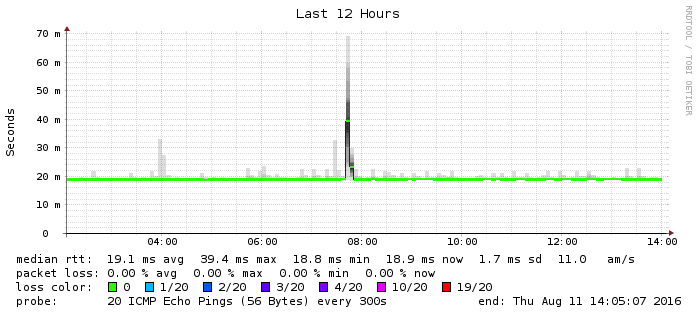 Last 12 Hours
RRDTOOL / TOBI OETIKER
Seconds
70 m
60 m
50 m
40 m
30 m
20 m
10 m
0
04:00 06:00 08:00 10:00 12:00 14:00
median rtt: 19.1 ms avg 39.4 ms max 18.8 ms min 18.9 ms now 1.7 ms sd 11.0 am/s
packet loss: 0.00 % avg 0.00 % max 0.00 % min 0.00 % now
loss color: 0 1/20 2/20 3/20 4/20 10/20 19/20
probe: 20 ICMP Echo Pings (56 Bytes) every 300s end: Thu Aug 11 14:05:07 2016